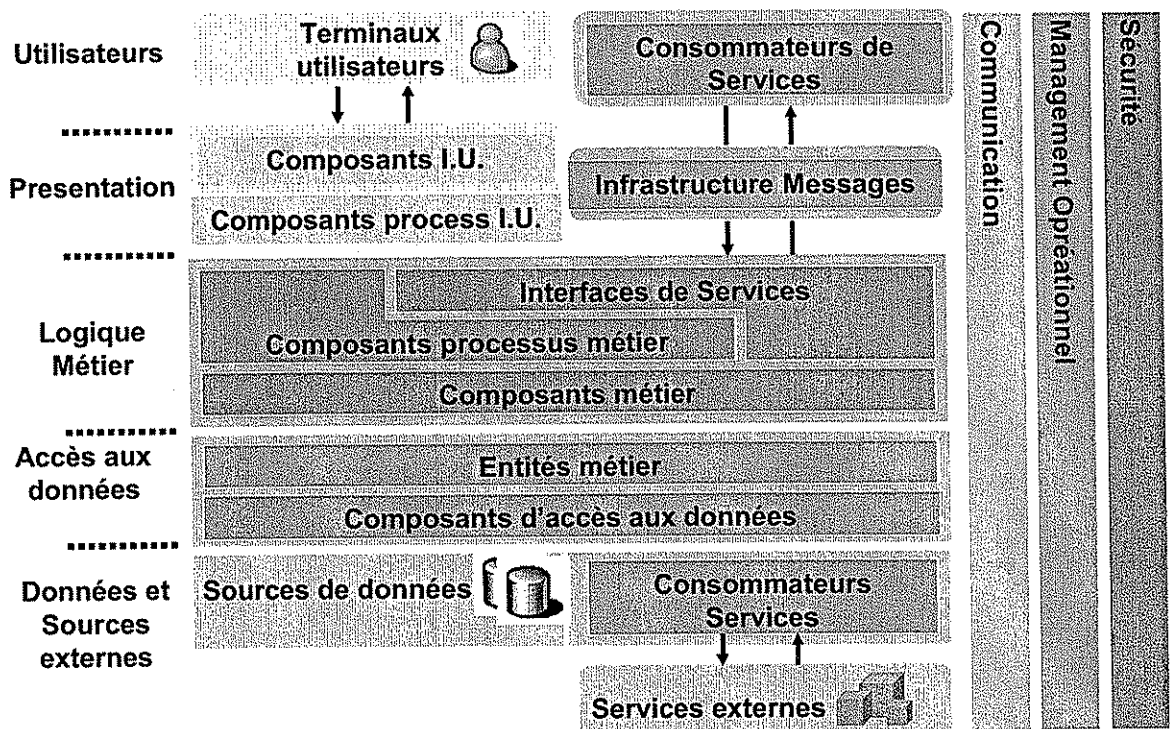 Utilisateurs
Terminaux
utilisateurs
Consommateurs de
Services
Presentation
Composants I.U.
Composants process I.U.
Infrastructure Messages
Logique
Métier
Interfaces de Services
Composants processus métier
Composants métier
Accès aux
données
Entités métier
Composants d'accès aux données
Données et
Sources
externes
Sources de données
Consommateurs
Services
Services externes
Communication
Management Opréationnel
Sécurité